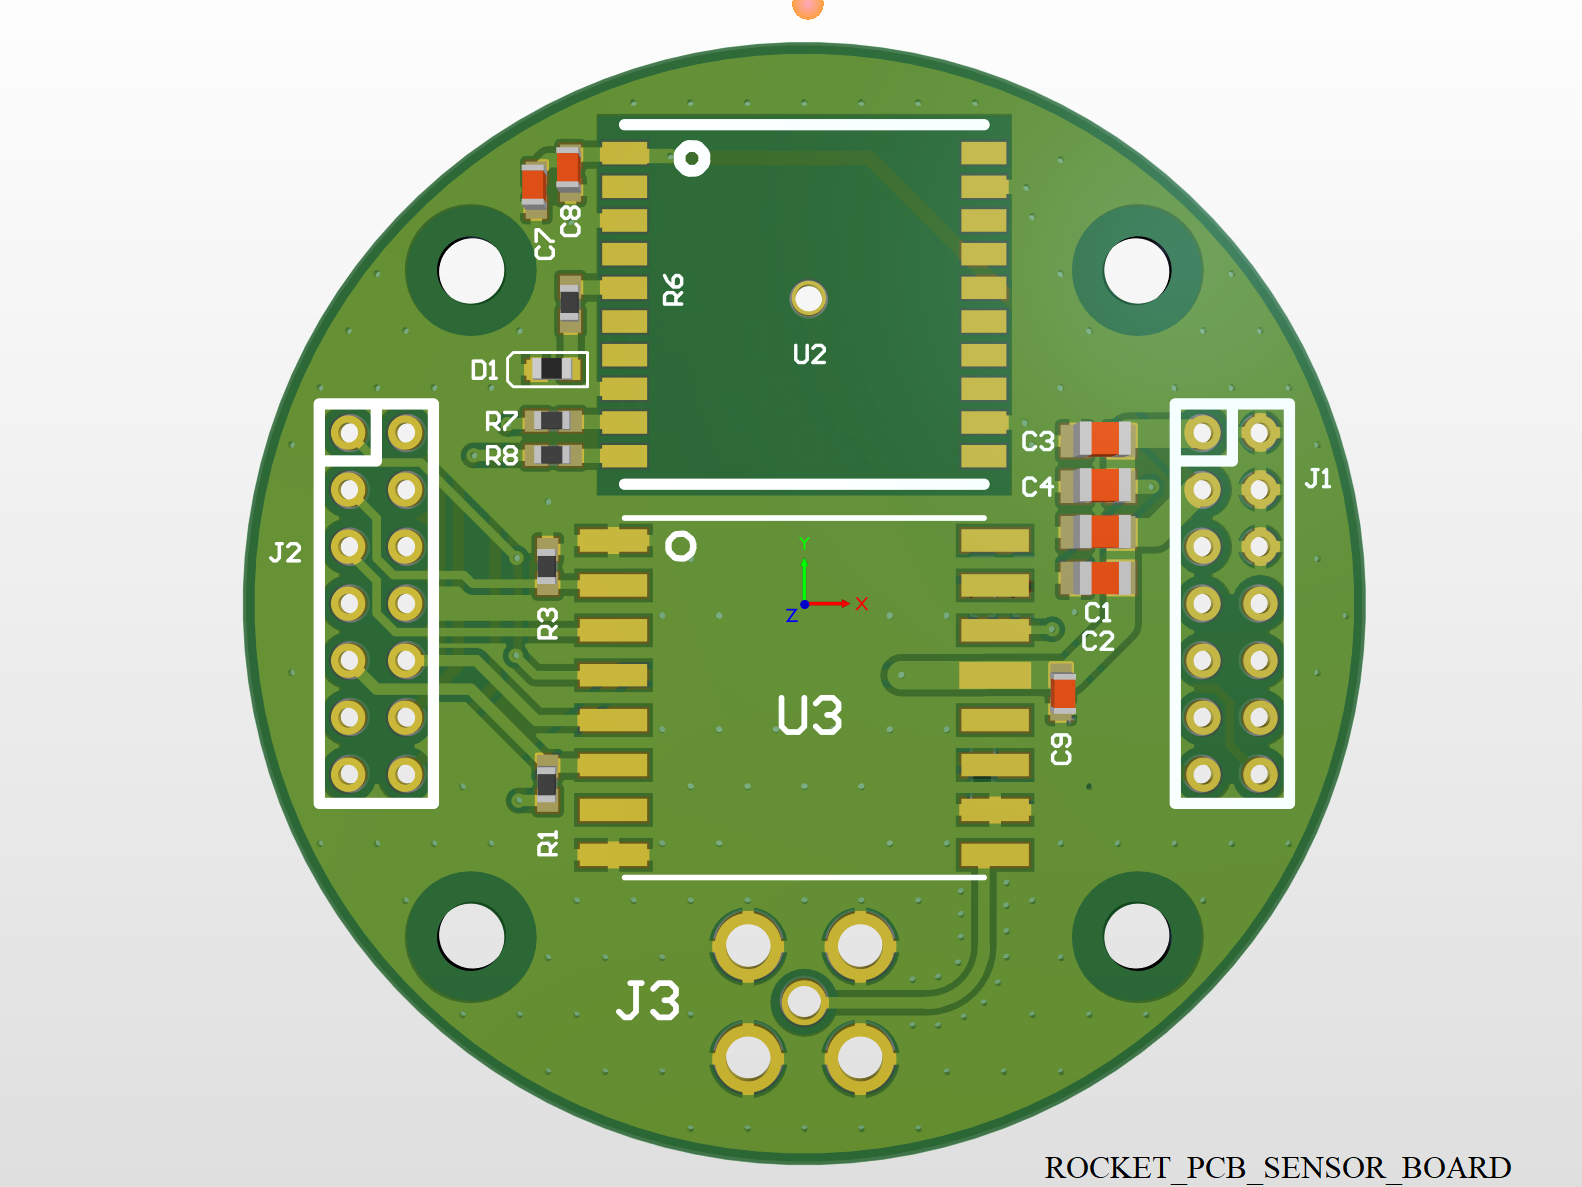 C8
C7
R6
U2
D1
R7
R8
C3
C4
J1
J2
Y
X
Z
R3
C1
C2
U3
C9
R1
J3
ROCKET_PCB_SENSOR_BOARD